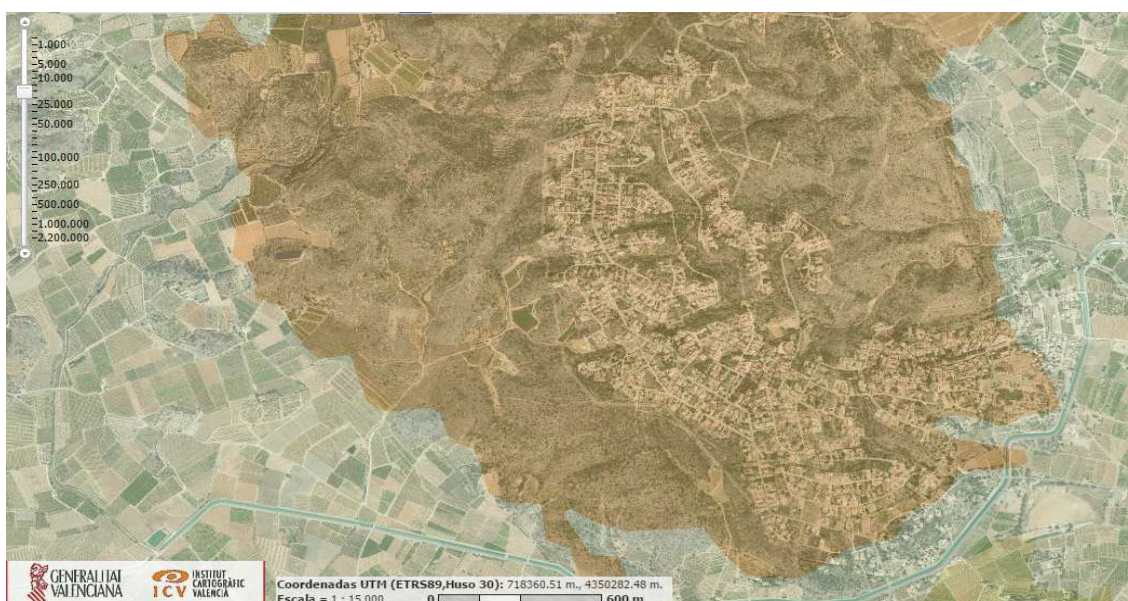 1.000
5.000
10.000
25.000
50.000
100.000
250.000
500.000
1.000.000
2.200.000
GENERALITAT
VALENCIANA
ICV
INSTITUT
CARTOGRÀFIC
VALENCIÀ
Coordenadas UTM (ETRS89,Huso 30): 718360.51 m., 4350282.48 m.
Escala = 1 : 15.000
0
600 m